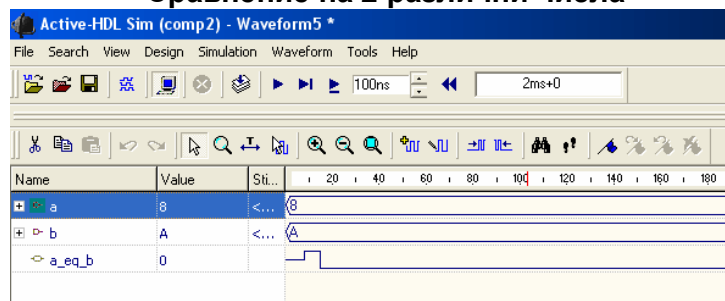 Сравнение на 2 различни числа
Active-HDL Sim (comp2) - Waveform5 *
File Search View Design Simulation Waveform Tools Help
100ns 2ms+0
Name Value Sti... 20 40 60 80 100 120 140 160 180
a 8 <... 8
b A <... A
a_eq_b 0